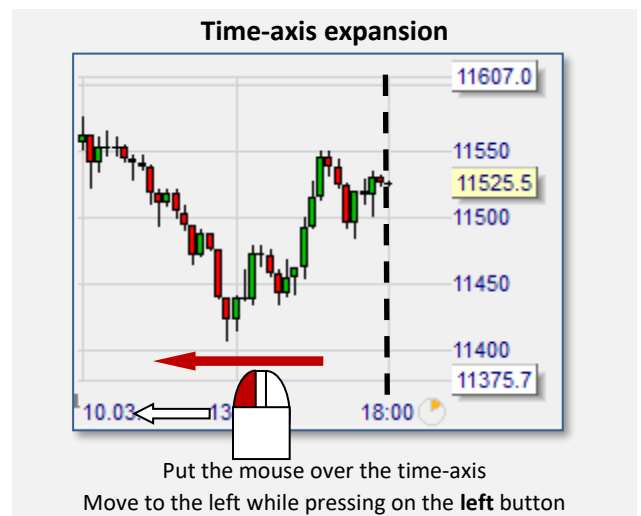 Time-axis expansion
11607.0
11550
11525.5
11500
11450
11400
11375.7
10.03. 13 18:00
Put the mouse over the time-axis
Move to the left while pressing on the left button